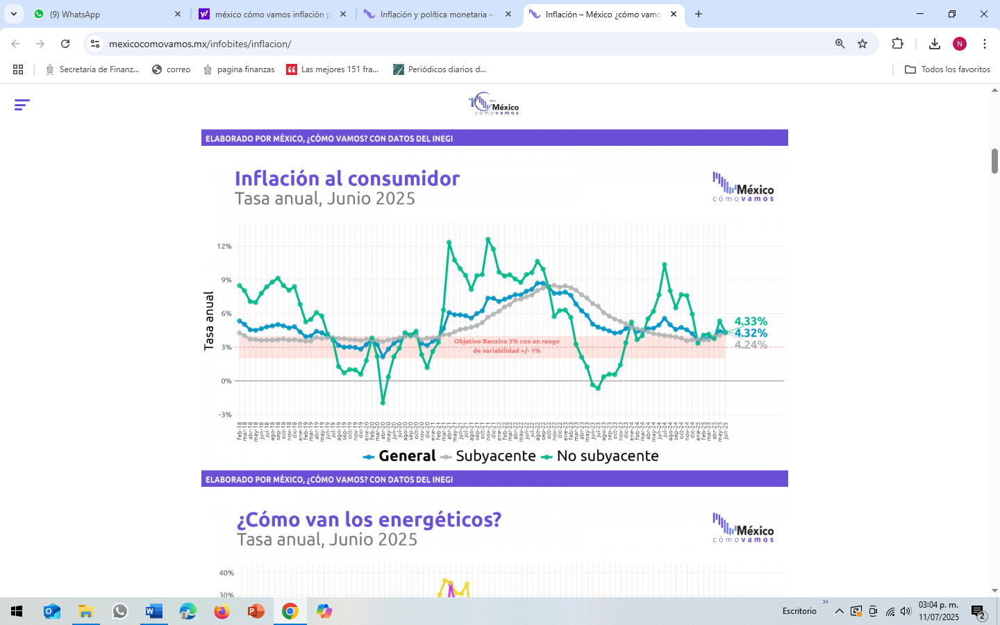 (9) WhatsApp
méxico cómo vamos inflación p
Inflación y política monetaria –
Inflación – México ¿cómo vamo
mexicocomovamos.mx/infobites/inflacion/
N
Secretaria de Finanz...
correo
pagina finanzas
Las mejores 151 fra...
Periódicos diarios d...
Todos los favoritos
10 años
México
cómovamos
ELABORADO POR MÉXICO, ¿CÓMO VAMOS? CON DATOS DEL INEGI
Inflación al consumidor
Tasa anual, Junio 2025
México
cómovamos
Tasa anual
12%
9%
6%
3%
0%
-3%
Objetivo Banxico 3% con un rango
de variabilidad +/- 1%
4.33%
4.32%
4.24%
feb-18 mar-18 abr-18 may-18 jun-18 jul-18 ago-18 sep-18 oct-18 nov-18 dic-18 ene-19 feb-19 mar-19 abr-19 may-19 jun-19 jul-19 ago-19 sep-19 oct-19 nov-19 dic-19 ene-20 feb-20 mar-20 abr-20 may-20 jun-20 jul-20 ago-20 sep-20 oct-20 nov-20 dic-20 ene-21 feb-21 mar-21 abr-21 may-21 jun-21 jul-21 ago-21 sep-21 oct-21 nov-21 dic-21 ene-22 feb-22 mar-22 abr-22 may-22 jun-22 jul-22 ago-22 sep-22 oct-22 nov-22 dic-22 ene-23 feb-23 mar-23 abr-23 may-23 jun-23 jul-23 ago-23 sep-23 oct-23 nov-23 dic-23 ene-24 feb-24 mar-24 abr-24 may-24 jun-24 jul-24 ago-24 sep-24 oct-24 nov-24 dic-24 ene-25 feb-25 mar-25 abr-25 may-25 jun-25
General Subyacente No subyacente
ELABORADO POR MÉXICO, ¿CÓMO VAMOS? CON DATOS DEL INEGI
¿Cómo van los energéticos?
Tasa anual, Junio 2025
México
cómovamos
40%
30%
Escritorio
03:04 p. m.
11/07/2025
2